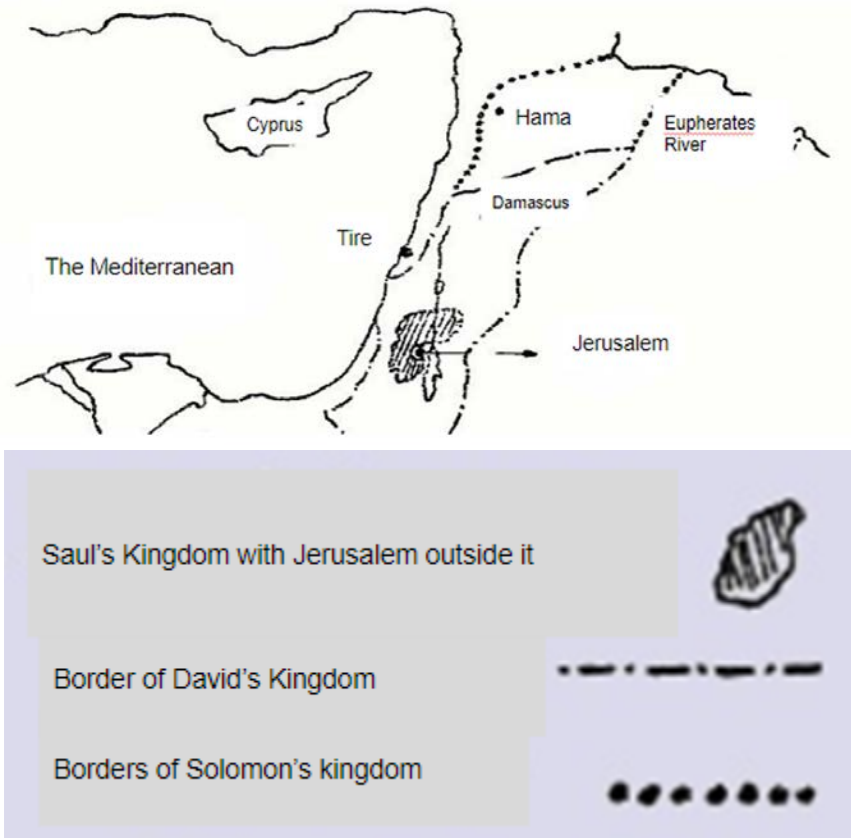 Cyprus
Hama
Eupherates
River
Damascus
Tire
The Mediterranean
Jerusalem
Saul’s Kingdom with Jerusalem outside it
Border of David’s Kingdom
Borders of Solomon’s kingdom